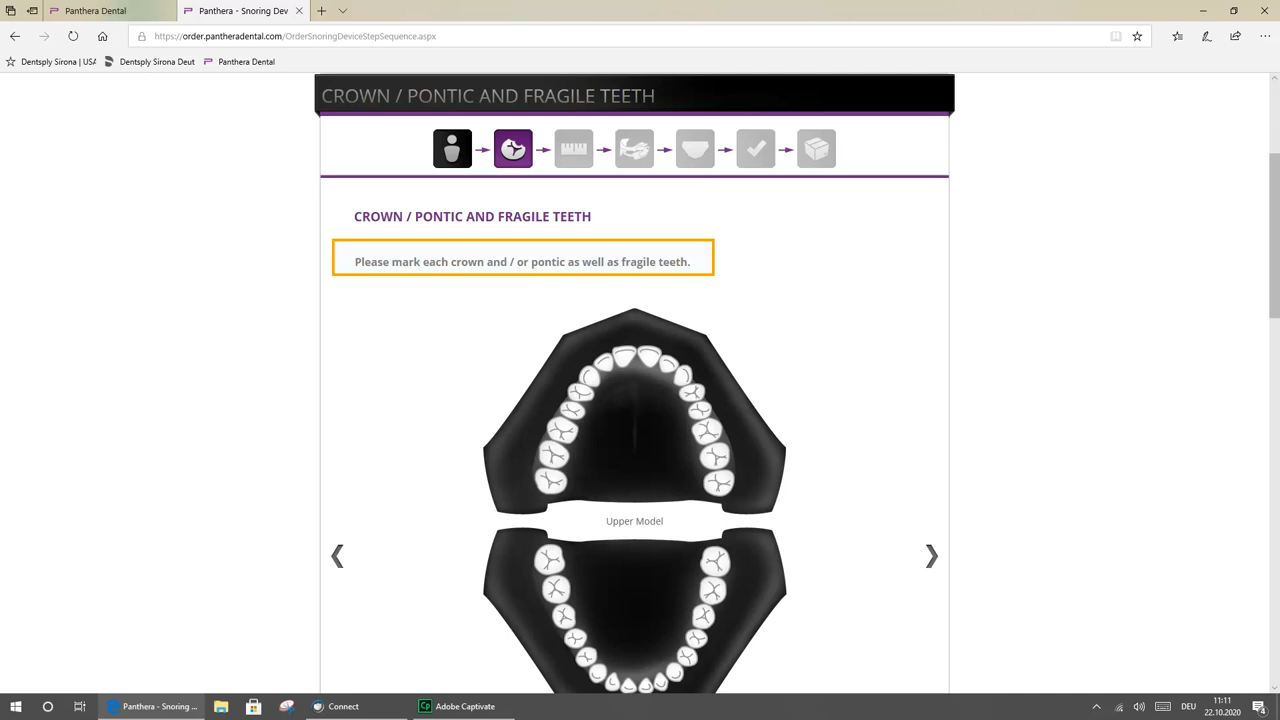 Panthera Dental
Panthera - Snoring Dev
https://order.pantheradental.com/OrderSnoringDeviceStepSequence.aspx
Dentsply Sirona | USA
Dentsply Sirona Deut
Panthera Dental
CROWN / PONTIC AND FRAGILE TEETH
CROWN / PONTIC AND FRAGILE TEETH
Please mark each crown and / or pontic as well as fragile teeth.
Upper Model
Panthera - Snoring ...
Connect
Cp
Adobe Captivate
DEU
11:11
22.10.2020
4